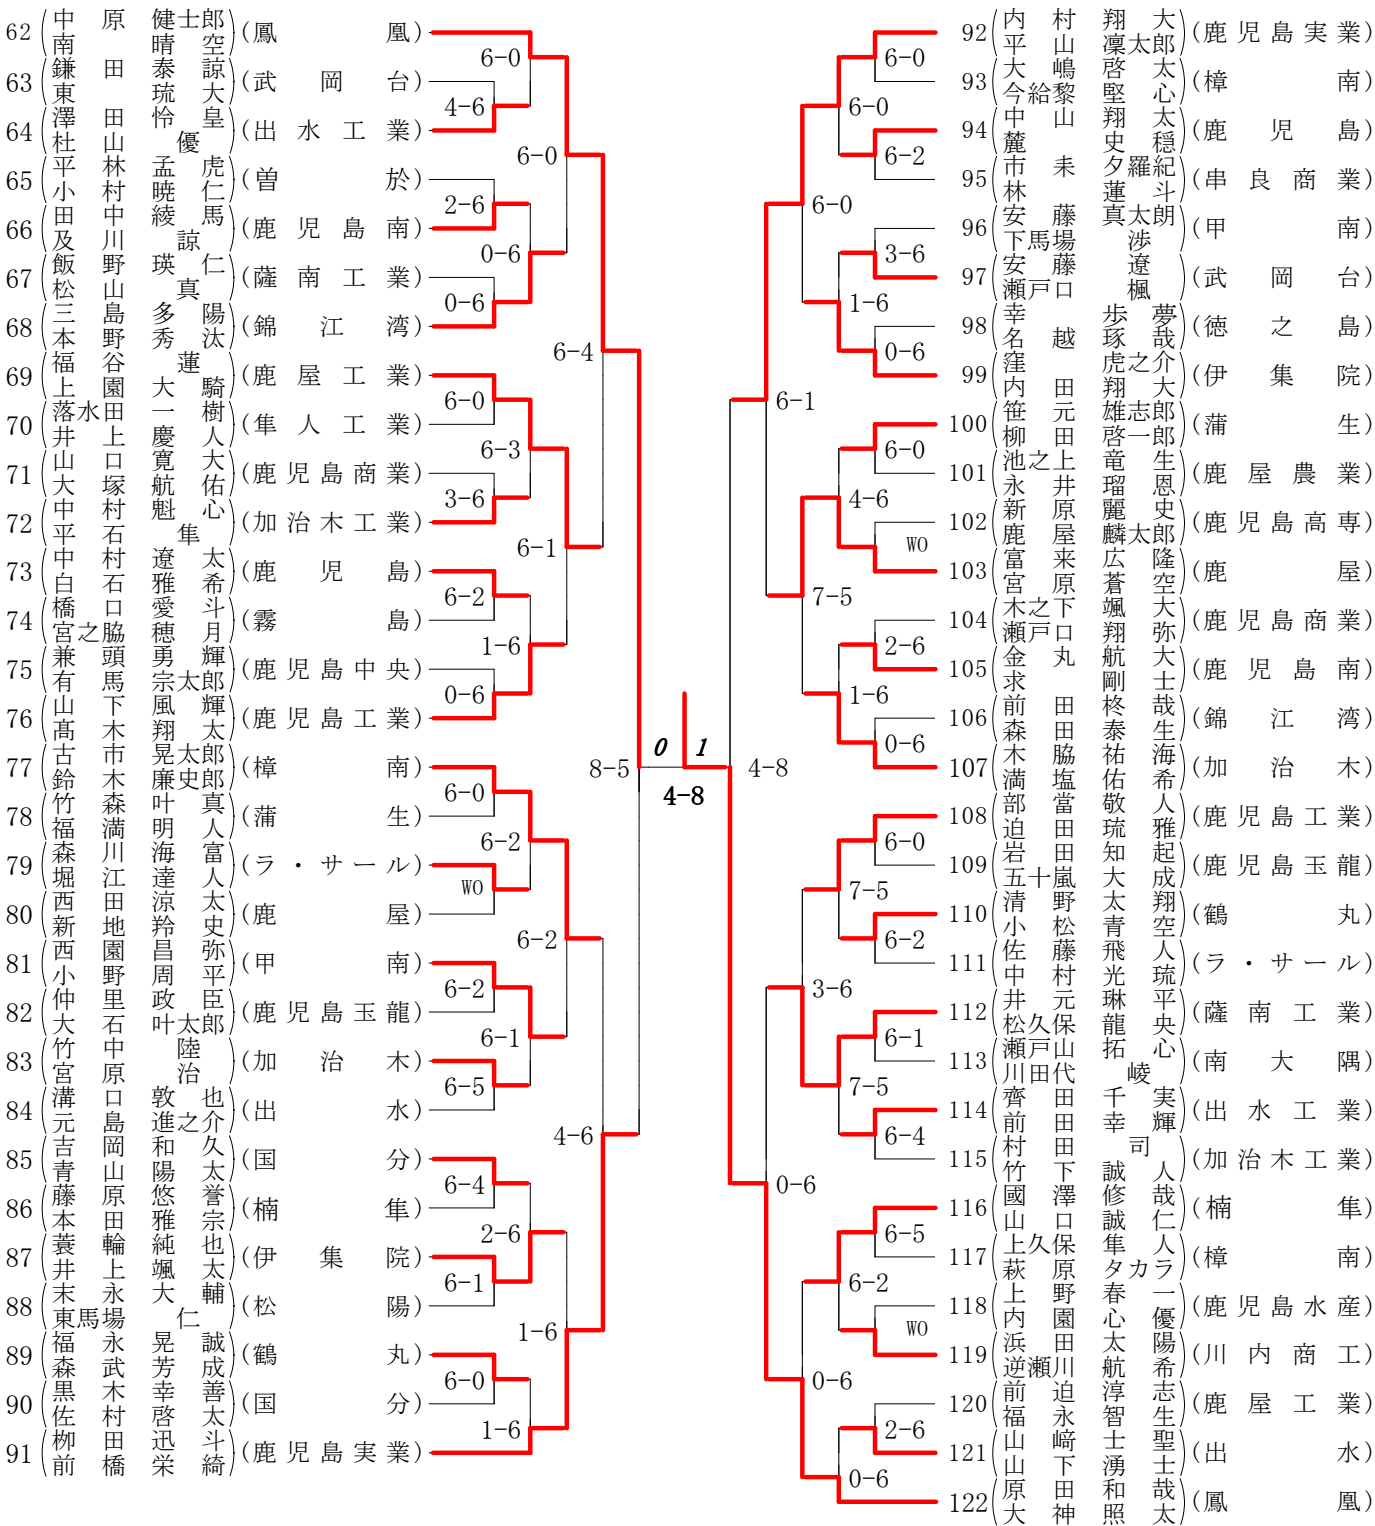 62 中原健士郎 南晴空 (鳳凰)
63 鎌田泰諒 東琉大 (武岡台)
64 澤田怜皇 杜山優 (出水工業)
65 平林孟虎 小村暁仁 (曽於)
66 田中綾馬 及川諒 (鹿児島南)
67 飯野瑛仁 松山真 (薩南工業)
68 三島多陽 本野秀汰 (錦江湾)
69 福谷蓮 上園大騎 (鹿屋工業)
70 落水田一樹 井上慶人 (隼人工業)
71 山口寛大 大塚航佑 (鹿児島商業)
72 中村魁心 平石隼 (加治木工業)
73 中村遼太 白石雅希 (鹿児島)
74 橋口愛斗 宮之脇穂月 (霧島)
75 兼頭勇輝 有馬宗太郎 (鹿児島中央)
76 山下風輝 髙木翔太 (鹿児島工業)
77 古市晃太郎 鈴木廉史郎 (樟南)
78 竹森叶真 福満明人 (蒲生)
79 森川海富 堀江達人 (ラ・サール)
80 西田涼太 新地羚史 (鹿屋)
81 西園昌弥 小野周平 (甲南)
82 仲里政臣 大石叶太郎 (鹿児島玉龍)
83 竹中陸 宮原治 (加治木)
84 溝口敦也 元島進之介 (出水)
85 吉岡和久 青山陽太 (国分)
86 藤原悠誉 本田雅宗 (楠隼)
87 蓑輪純也 井上颯太 (伊集院)
88 末永大輔 東馬場仁 (松陽)
89 福永晃誠 森武芳成 (鶴丸)
90 黒木幸善 佐村啓太 (国分)
91 栁田迅斗 前橋栄綺 (鹿児島実業)
6-0
4-6
6-0
2-6
0-6
0-6
6-4
6-0
6-3
3-6
6-1
6-2
1-6
0-6
8-5
6-0
6-2
WO
6-2
6-2
6-1
6-5
4-6
6-4
2-6
6-1
1-6
6-0
1-6
0 1
4-8
92 内村翔大 平山凜太郎 (鹿児島実業)
93 大嶋啓太 今給黎堅心 (樟南)
94 中山翔太 麓史穏 (鹿児島)
95 市耒夕羅紀 林蓮斗 (串良商業)
96 安藤真太朗 下馬場渉 (甲南)
97 安藤遼 瀬戸口楓 (武岡台)
98 幸歩夢 名越琢哉 (徳之島)
99 窪虎之介 内田翔大 (伊集院)
100 笹元雄志郎 柳田啓一郎 (蒲生)
101 池之上竜生 永井瑠恩 (鹿屋農業)
102 新原麗史 鹿屋麟太郎 (鹿児島高専)
103 富来広隆 宮原蒼空 (鹿屋)
104 木之下颯大 瀬戸口翔弥 (鹿児島商業)
105 金丸航大 求剛士 (鹿児島南)
106 前田柊哉 森田泰生 (錦江湾)
107 木脇祐海 満塩佑希 (加治木)
108 部當敬人 迫田琉雅 (鹿児島工業)
109 岩田知起 五十嵐大成 (鹿児島玉龍)
110 清野太翔 小松青空 (鶴丸)
111 佐藤飛人 中村光琉 (ラ・サール)
112 井元琳平 松久保龍央 (薩南工業)
113 瀬戸山拓心 川田代崚 (南大隅)
114 齊田千実 前田幸輝 (出水工業)
115 村田司 竹下誠人 (加治木工業)
116 國澤修哉 山口誠仁 (楠隼)
117 上久保隼人 萩原タカラ (樟南)
118 上野春一 内園心優 (鹿児島水産)
119 浜田太陽 逆瀬川航希 (川内商工)
120 前迫淳志 福永智生 (鹿屋工業)
121 山﨑士聖 山下湧士 (出水)
122 原田和哉 大神照太 (鳳凰)
6-0
6-0
6-2
6-0
3-6
1-6
0-6
6-1
6-0
4-6
WO
7-5
2-6
1-6
0-6
4-8
6-0
7-5
6-2
3-6
6-1
7-5
6-4
0-6
6-5
6-2
WO
0-6
2-6
0-6